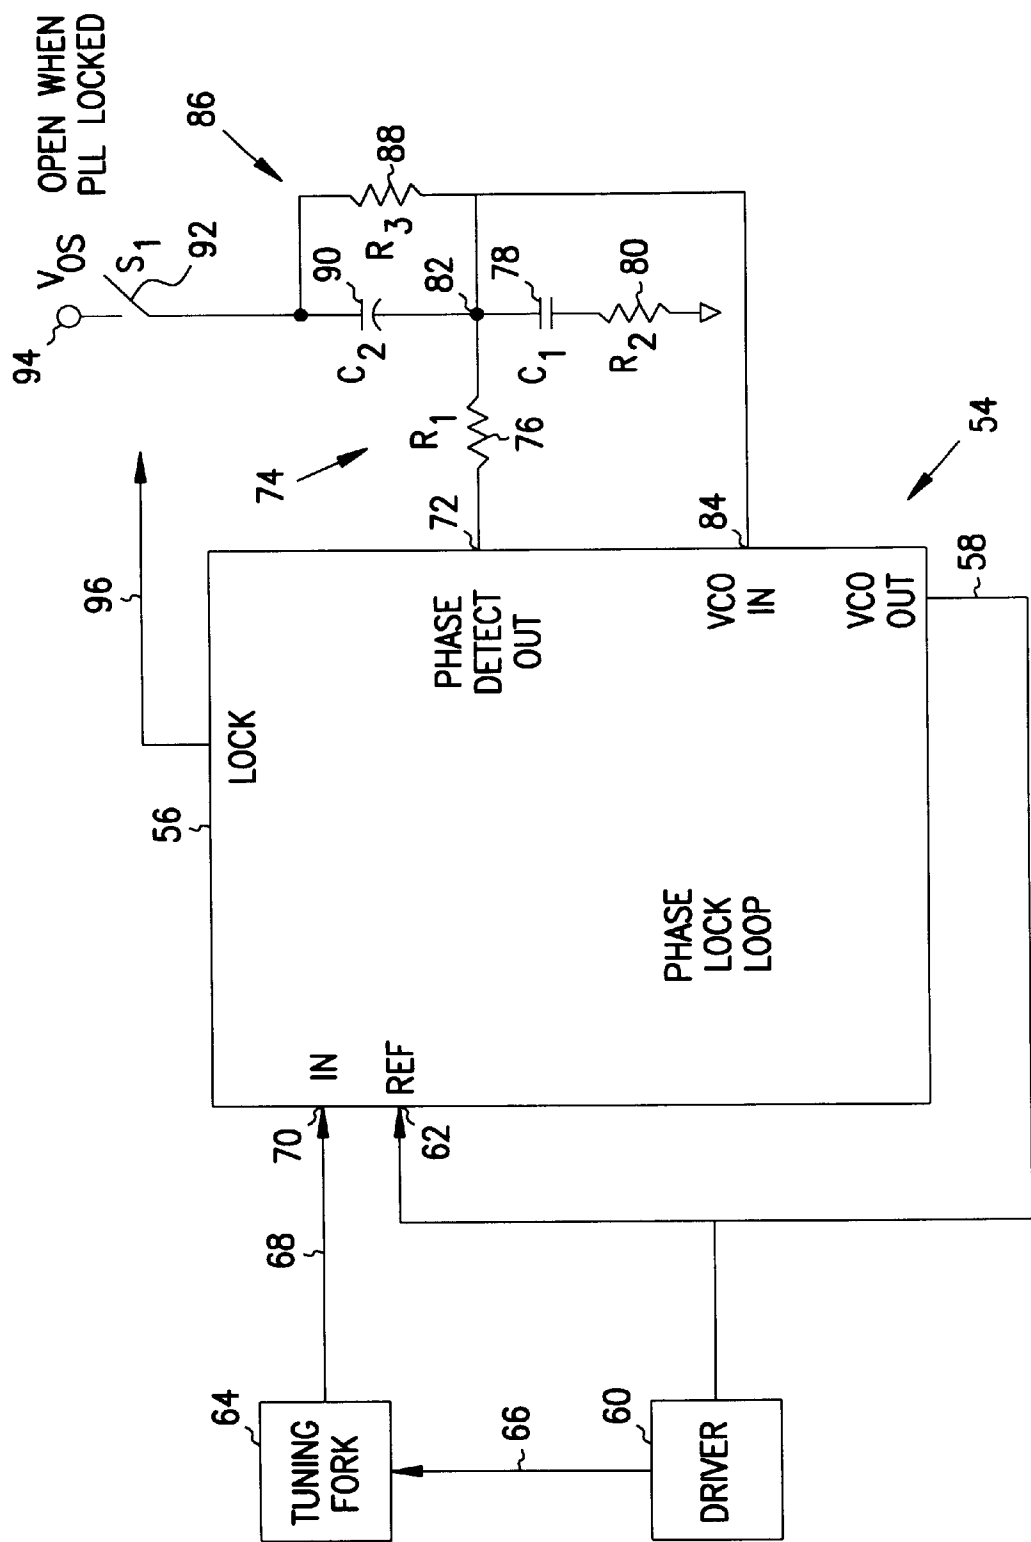 OPEN WHEN
PLL LOCKED
94
V0S
S1
92
86
96
90
C2
R3
88
82
78
C1
R2
80
74
R1
76
72
84
54
58
56
LOCK
PHASE
DETECT
OUT
VCO
IN
VCO
OUT
PHASE
LOCK
LOOP
IN
REF
70
62
68
64
TUNING
FORK
66
60
DRIVER